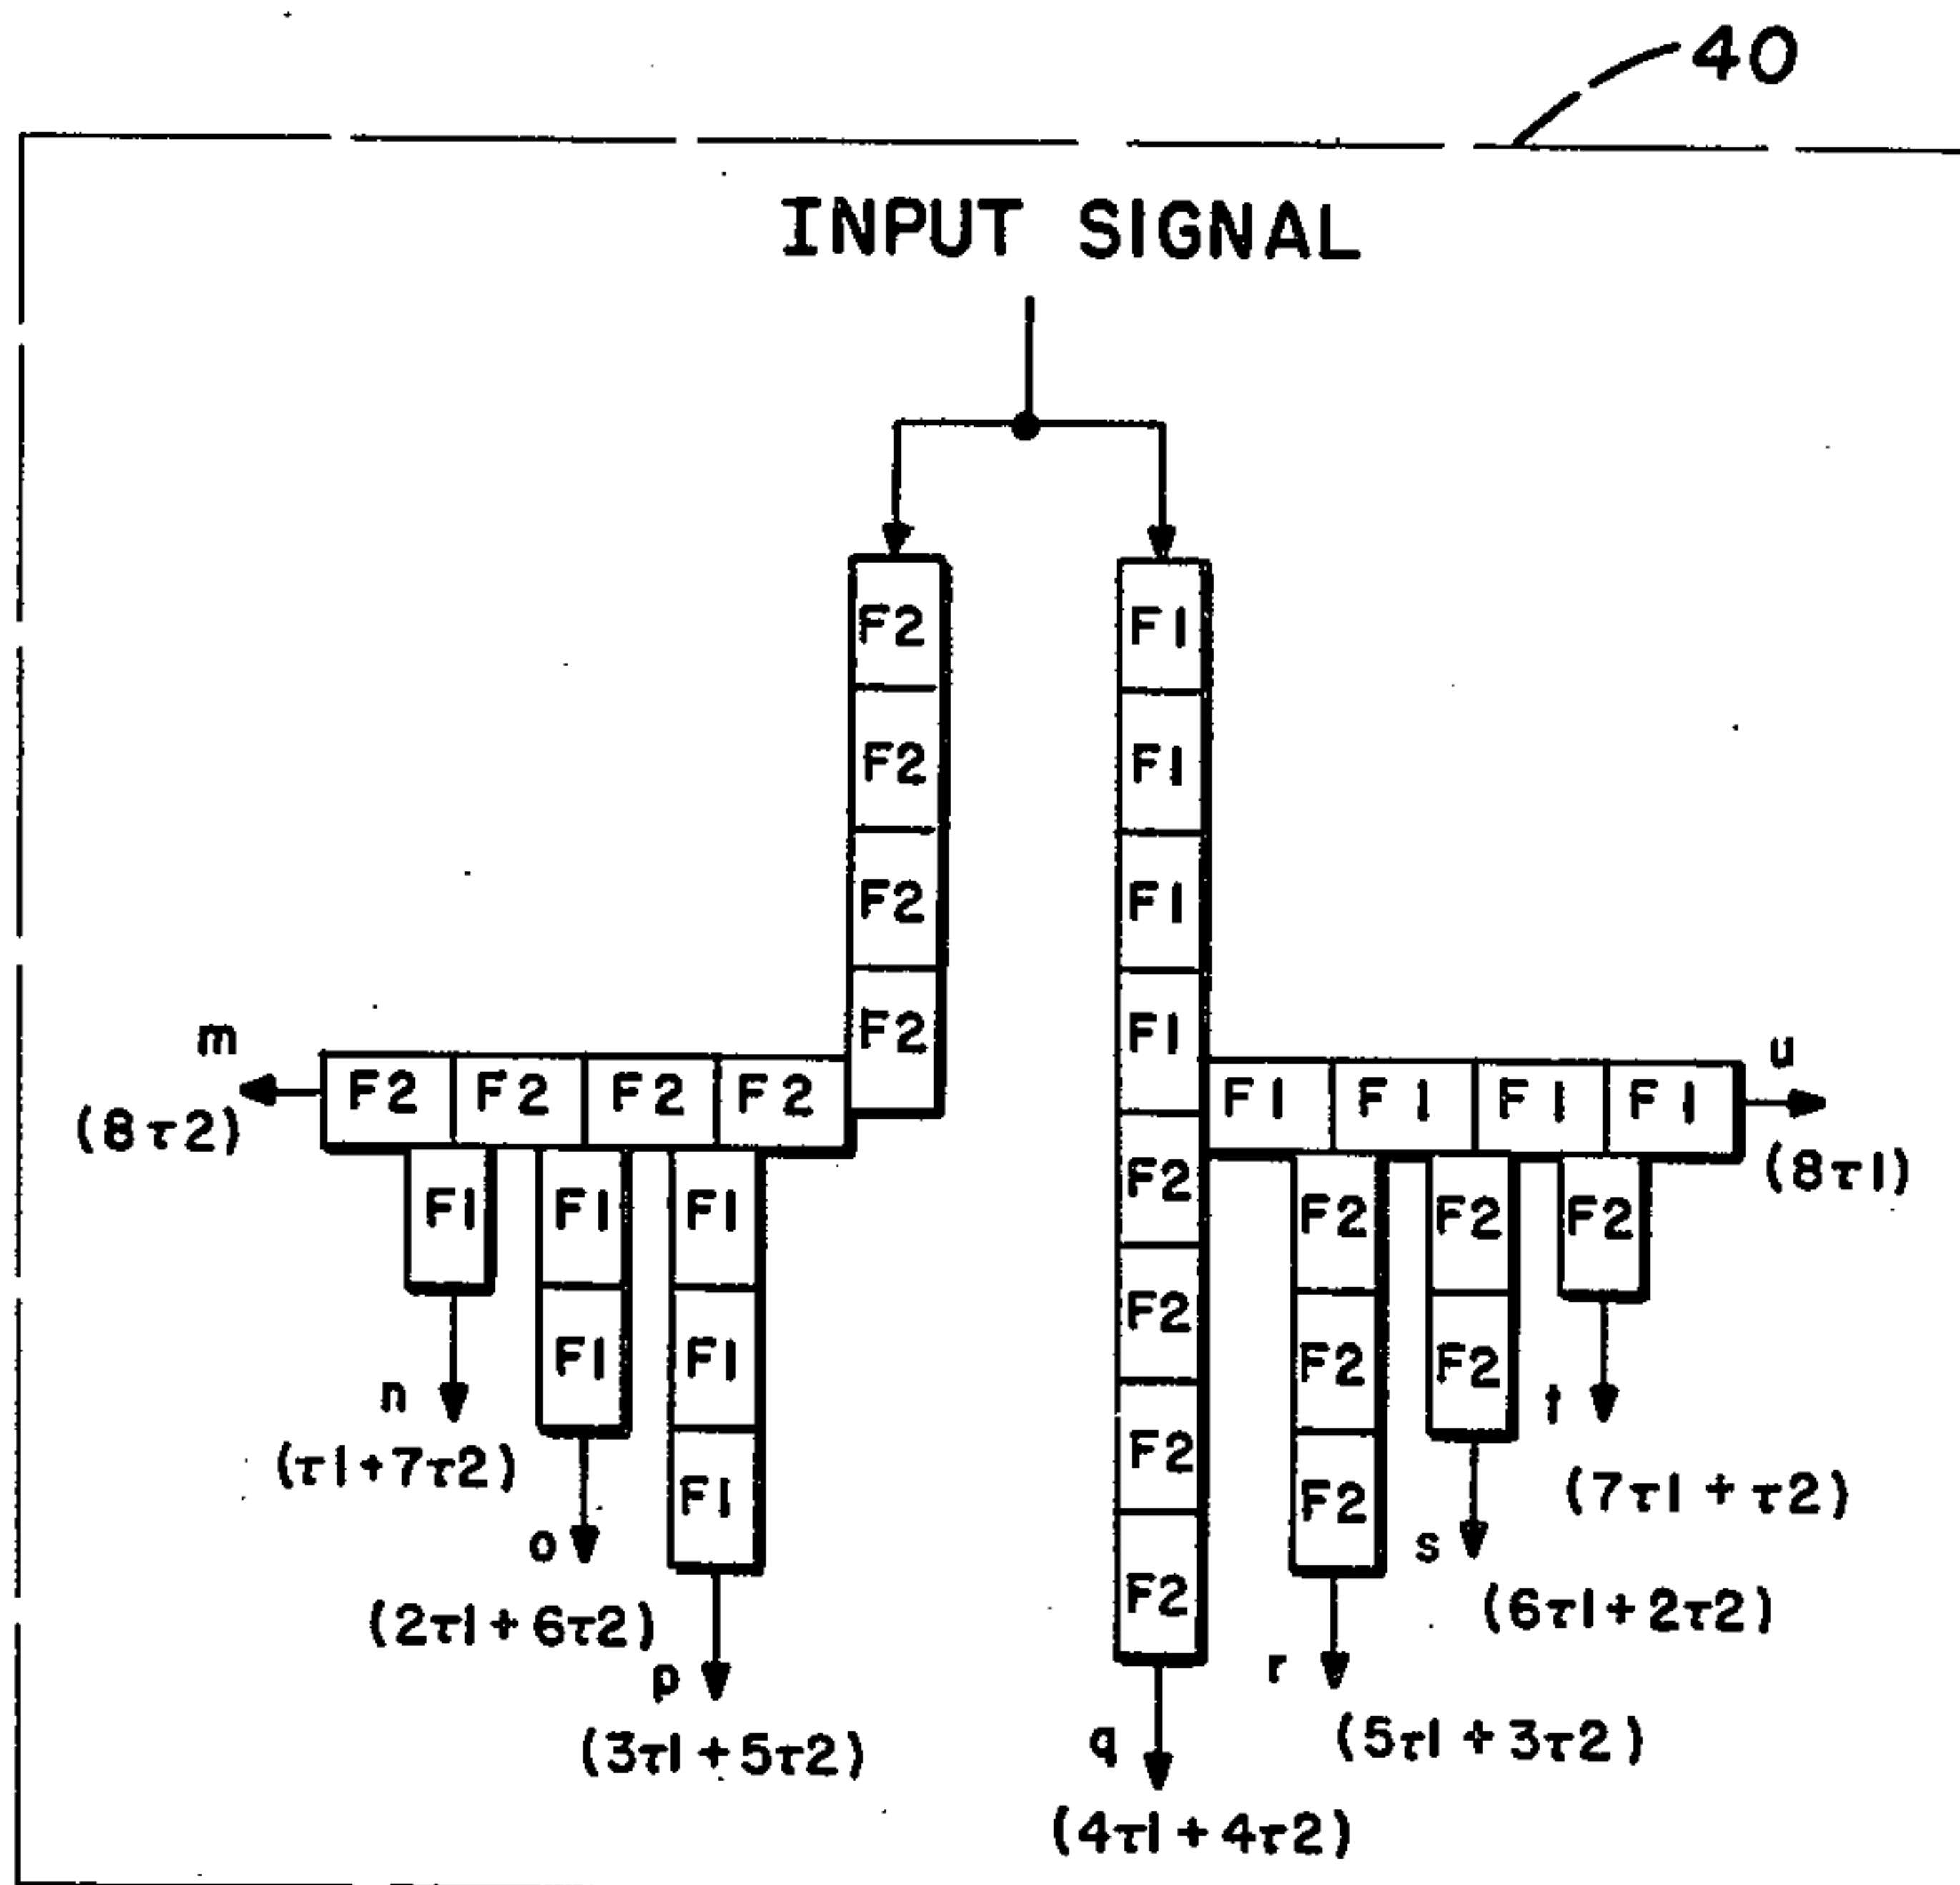 40
INPUT SIGNAL
F2 F1
F2 F1
F2 F1
F2 F1
m u
F2 F2 F2 F2 F1 F1 F1 F1
(8τ2) (8τ1)
F1 F1 F1 F2 F2 F2 F2
F1 F1 F2 F2 F2
n t
(τ1+7τ2) F1 F2 F2 (7τ1+τ2)
o s
(2τ1+6τ2) F2 (6τ1+2τ2)
p r
(3τ1+5τ2) q (5τ1+3τ2)
(4τ1+4τ2)